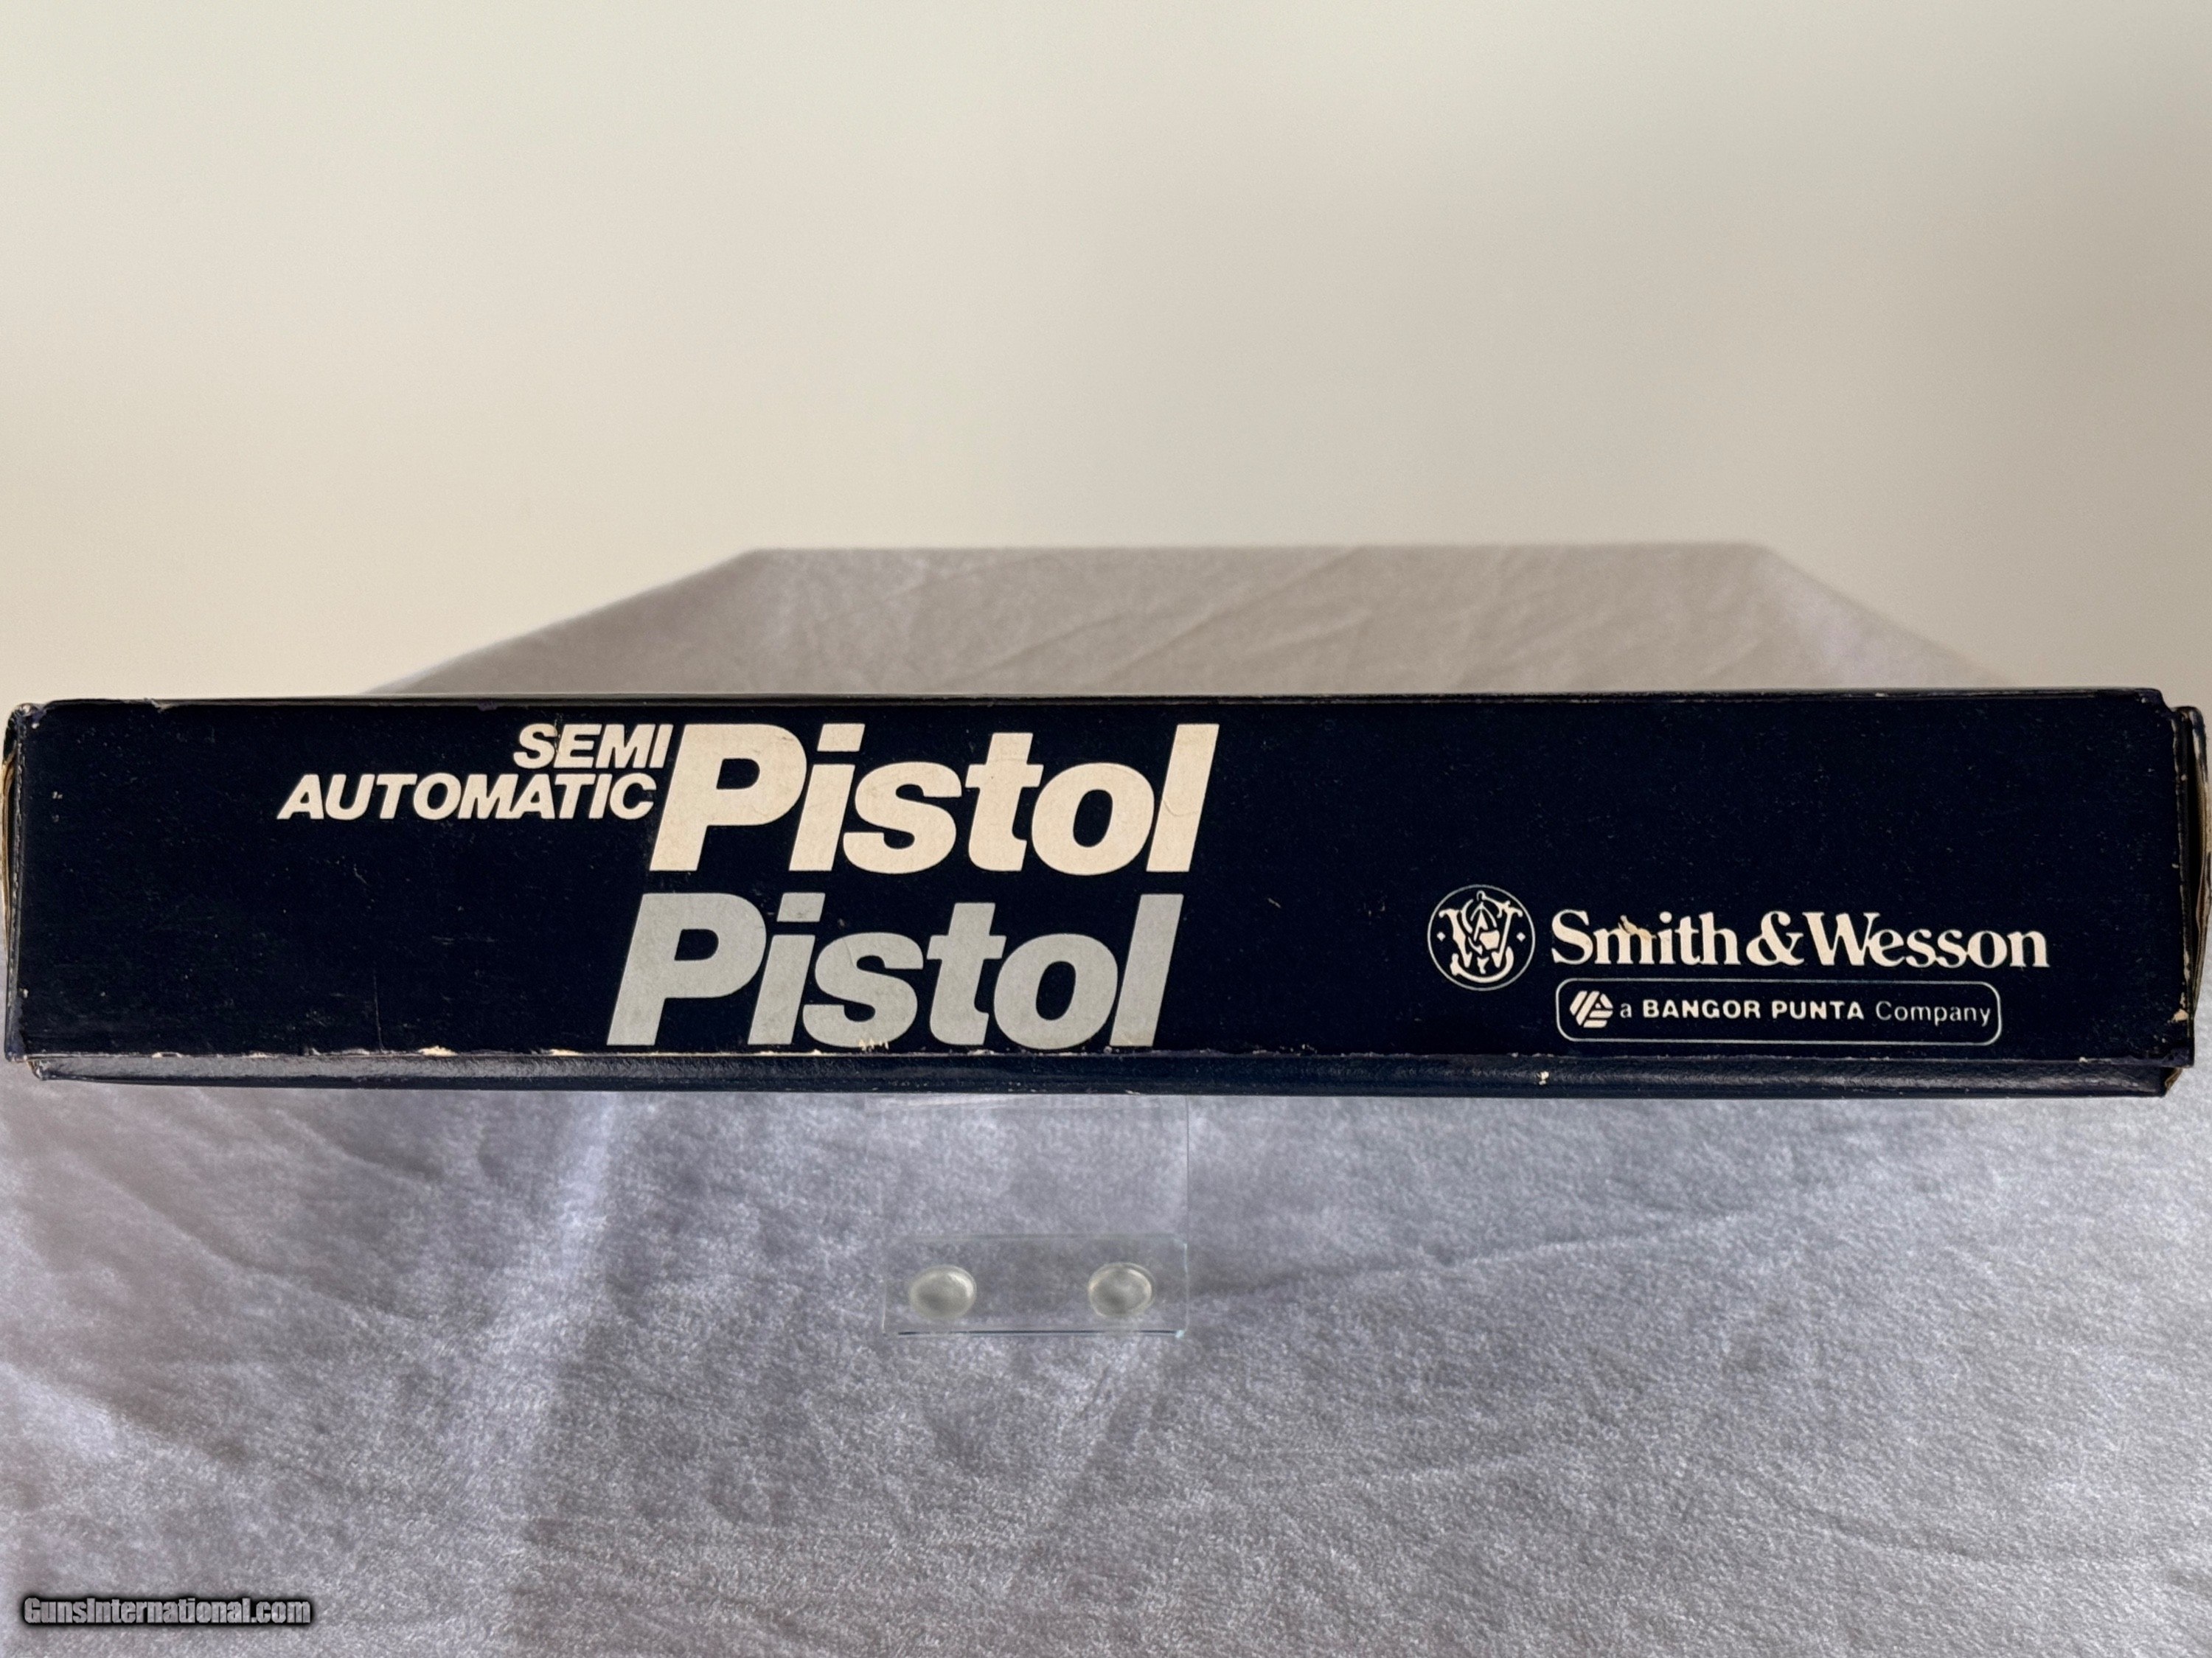 SEMI
AUTOMATIC Pistol
Pistol
Smith & Wesson
a BANGOR PUNTA Company
GunsInternational.com